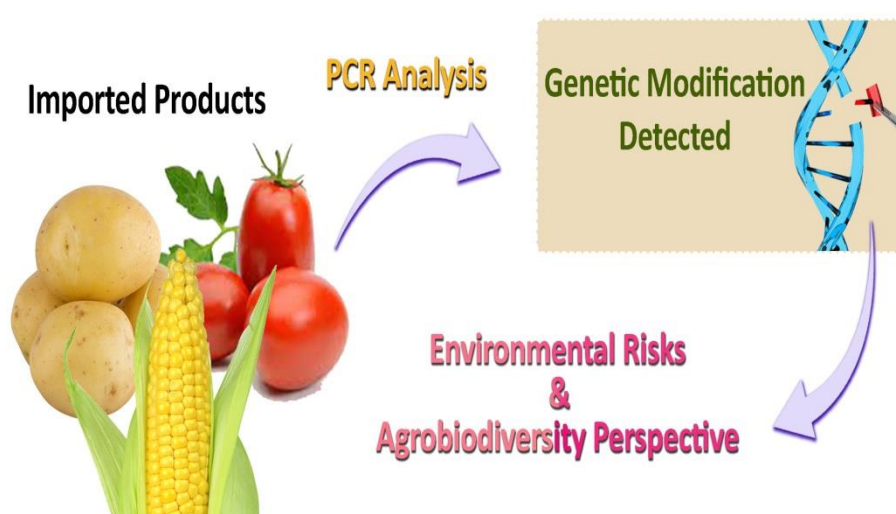 Imported Products
PCR Analysis
Genetic Modification
Detected
Environmental Risks
&
Agrobiodiversity Perspective